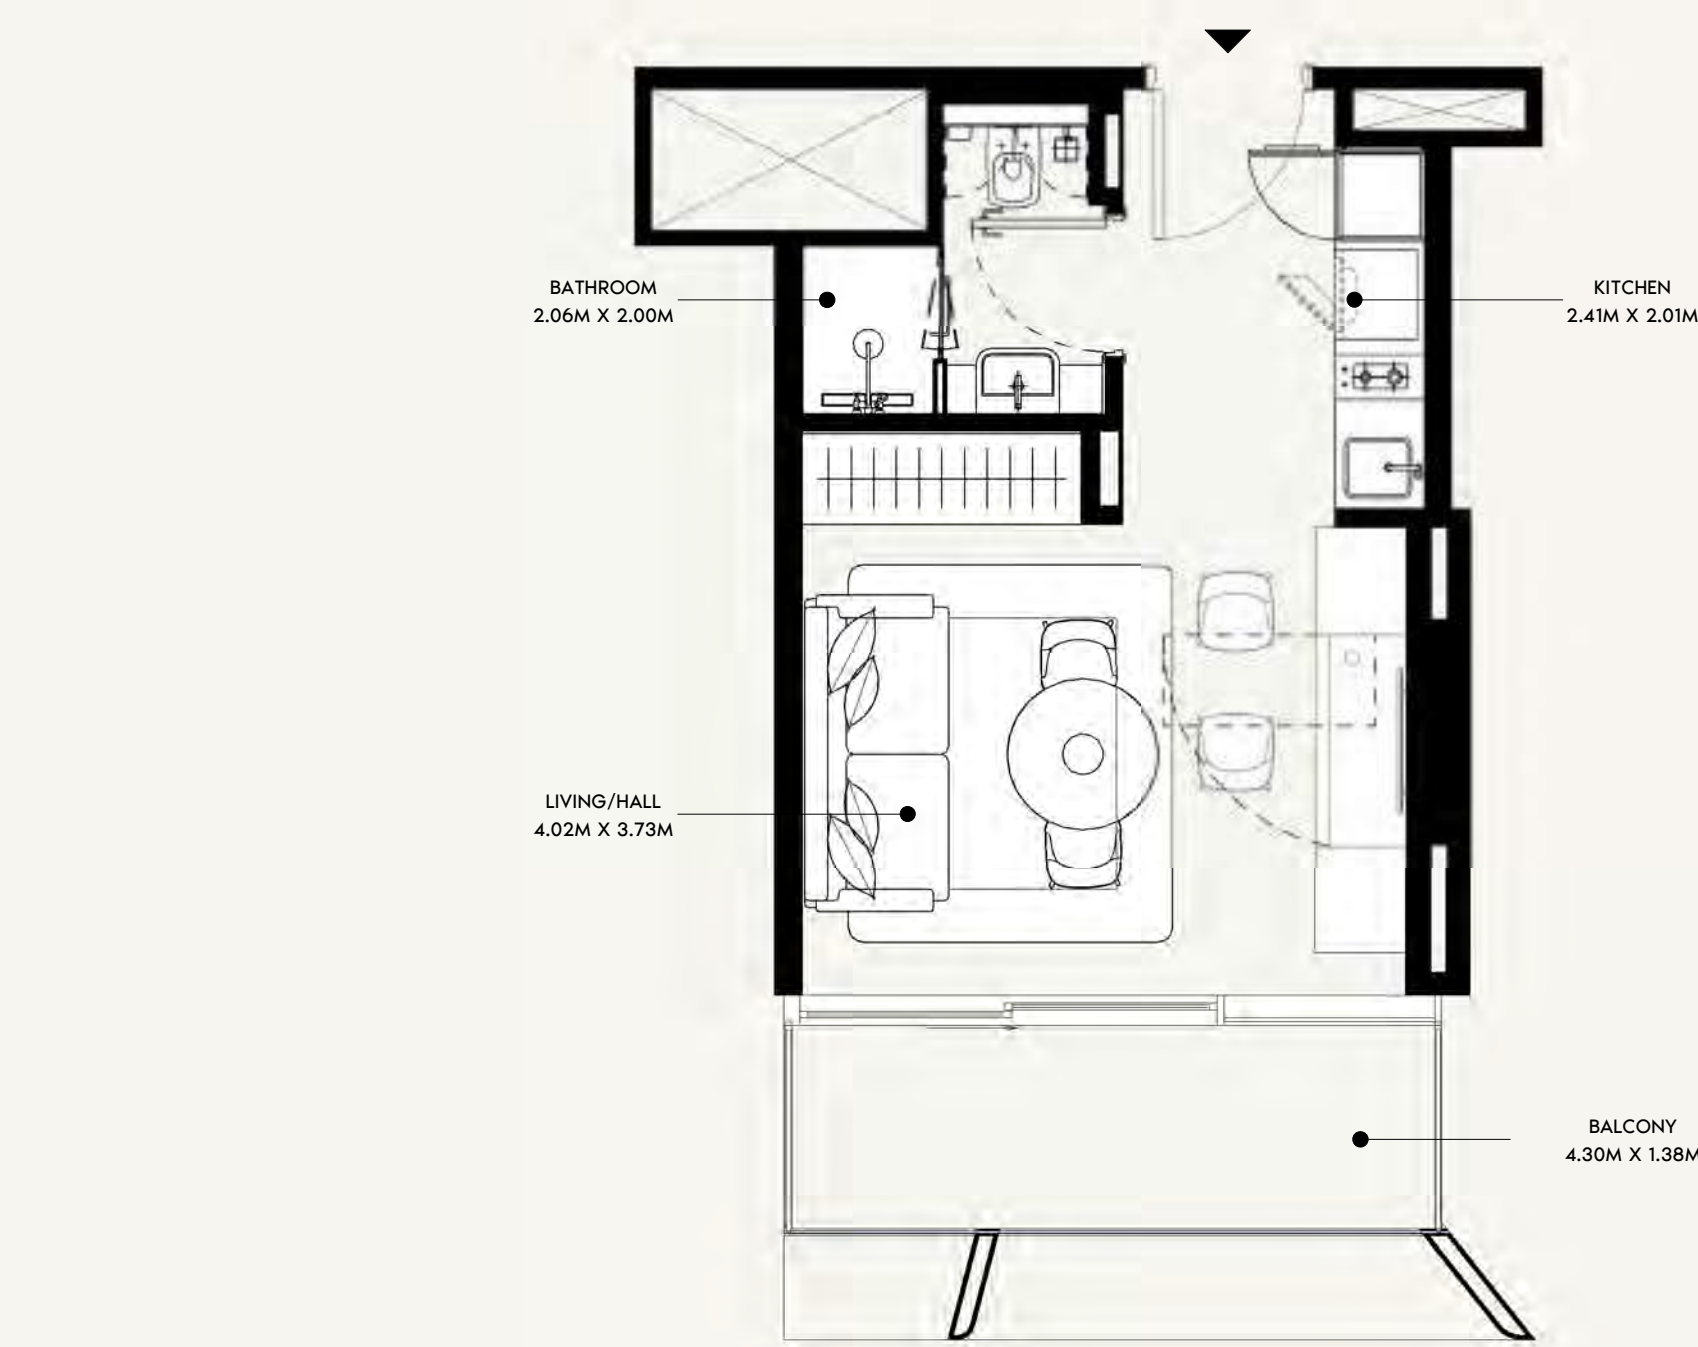 BATHROOM
2.06M X 2.00M
KITCHEN
2.41M X 2.01M
LIVING/HALL
4.02M X 3.73M
BALCONY
4.30M X 1.38M